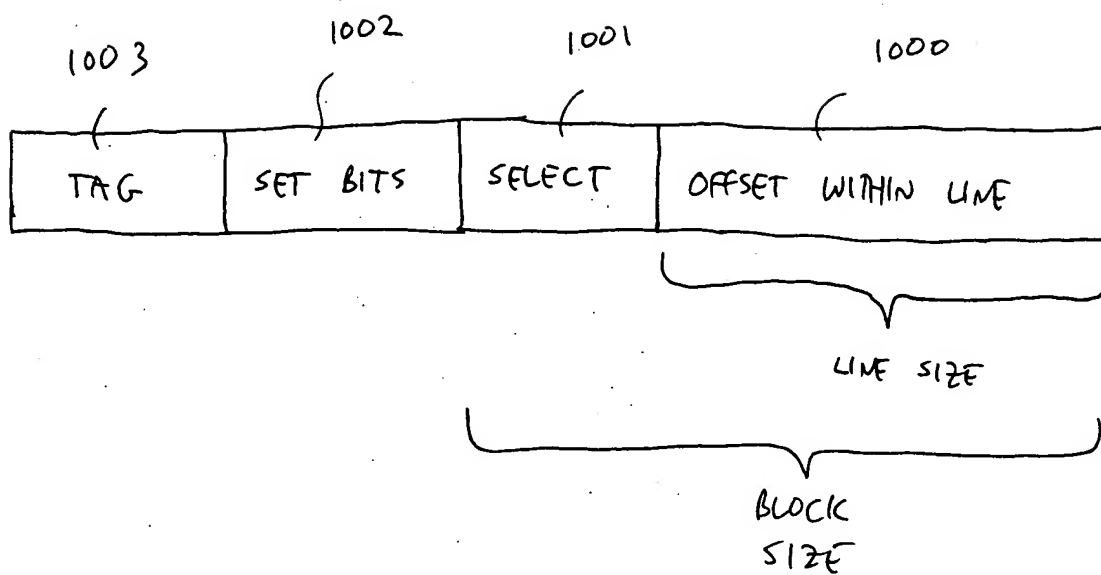 1003 1002 1001 1000
TAG SET BITS SELECT OFFSET WITHIN LINE
LINE SIZE
BLOCK
SIZE